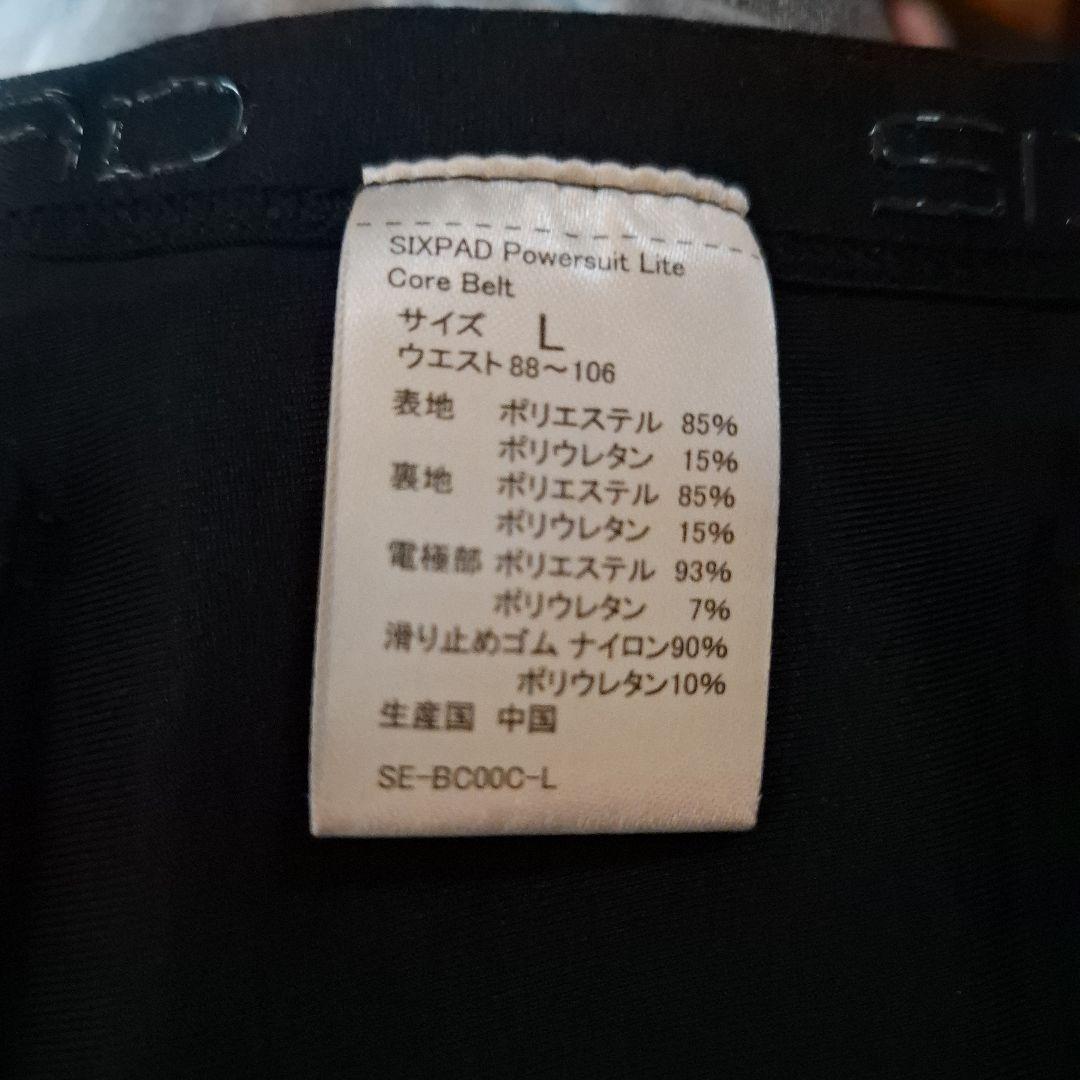 SIXPAD Powersuit Lite
Core Belt
サイズ L
ウエスト 88～106
表地 ポリエステル 85%
ポリウレタン 15%
裏地 ポリエステル 85%
ポリウレタン 15%
電極部 ポリエステル 93%
ポリウレタン 7%
滑り止めゴム ナイロン90%
ポリウレタン10%
生産国 中国
SE-BC00C-L